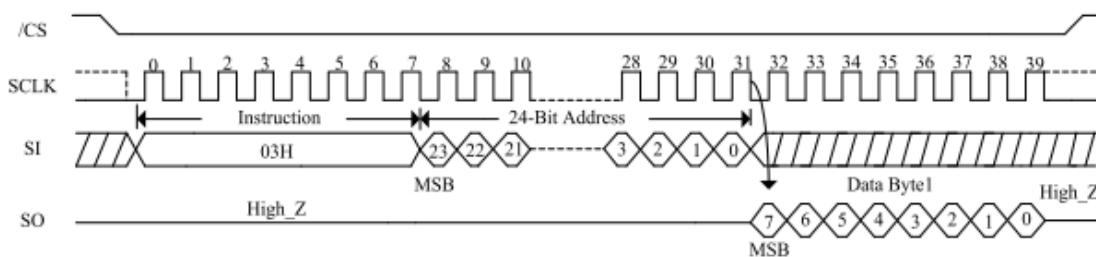 /CS
0 1 2 3 4 5 6 7 8 9 10 28 29 30 31 32 33 34 35 36 37 38 39
SCLK
Instruction 24-Bit Address
SI 03H 23 22 21 3 2 1 0
MSB Data Byte1
High_Z High_Z
SO 7 6 5 4 3 2 1 0
MSB